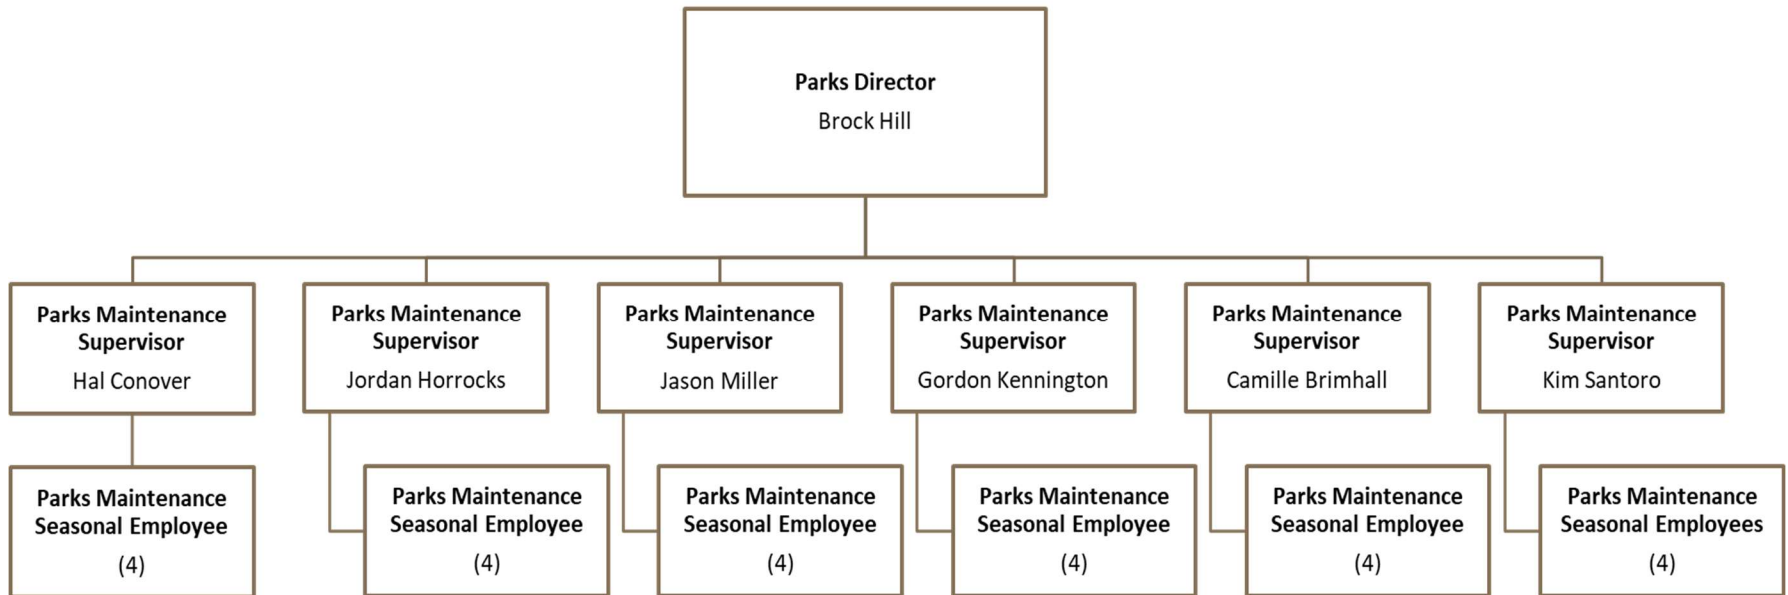 Parks Director
Brock Hill
Parks Maintenance
Supervisor
Hal Conover
Parks Maintenance
Supervisor
Jordan Horrocks
Parks Maintenance
Supervisor
Jason Miller
Parks Maintenance
Supervisor
Gordon Kennington
Parks Maintenance
Supervisor
Camille Brimhall
Parks Maintenance
Supervisor
Kim Santoro
Parks Maintenance
Seasonal Employee
(4)
Parks Maintenance
Seasonal Employee
(4)
Parks Maintenance
Seasonal Employee
(4)
Parks Maintenance
Seasonal Employee
(4)
Parks Maintenance
Seasonal Employee
(4)
Parks Maintenance
Seasonal Employees
(4)